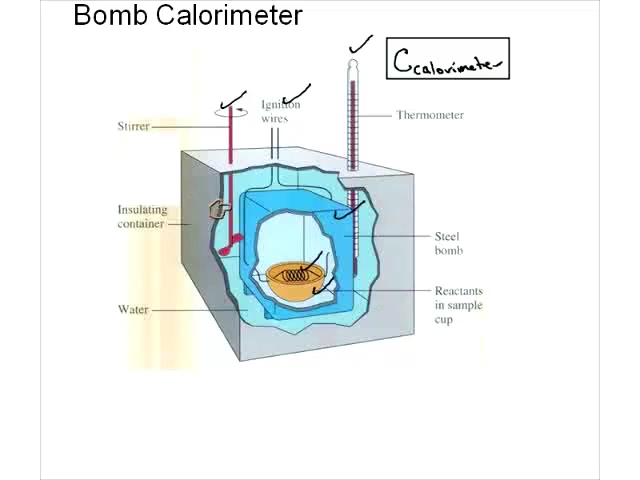 Bomb Calorimeter
Ccalorimeter
Ignition
wires
Thermometer
Stirrer
Insulating
container
Steel
bomb
Reactants
in sample
cup
Water